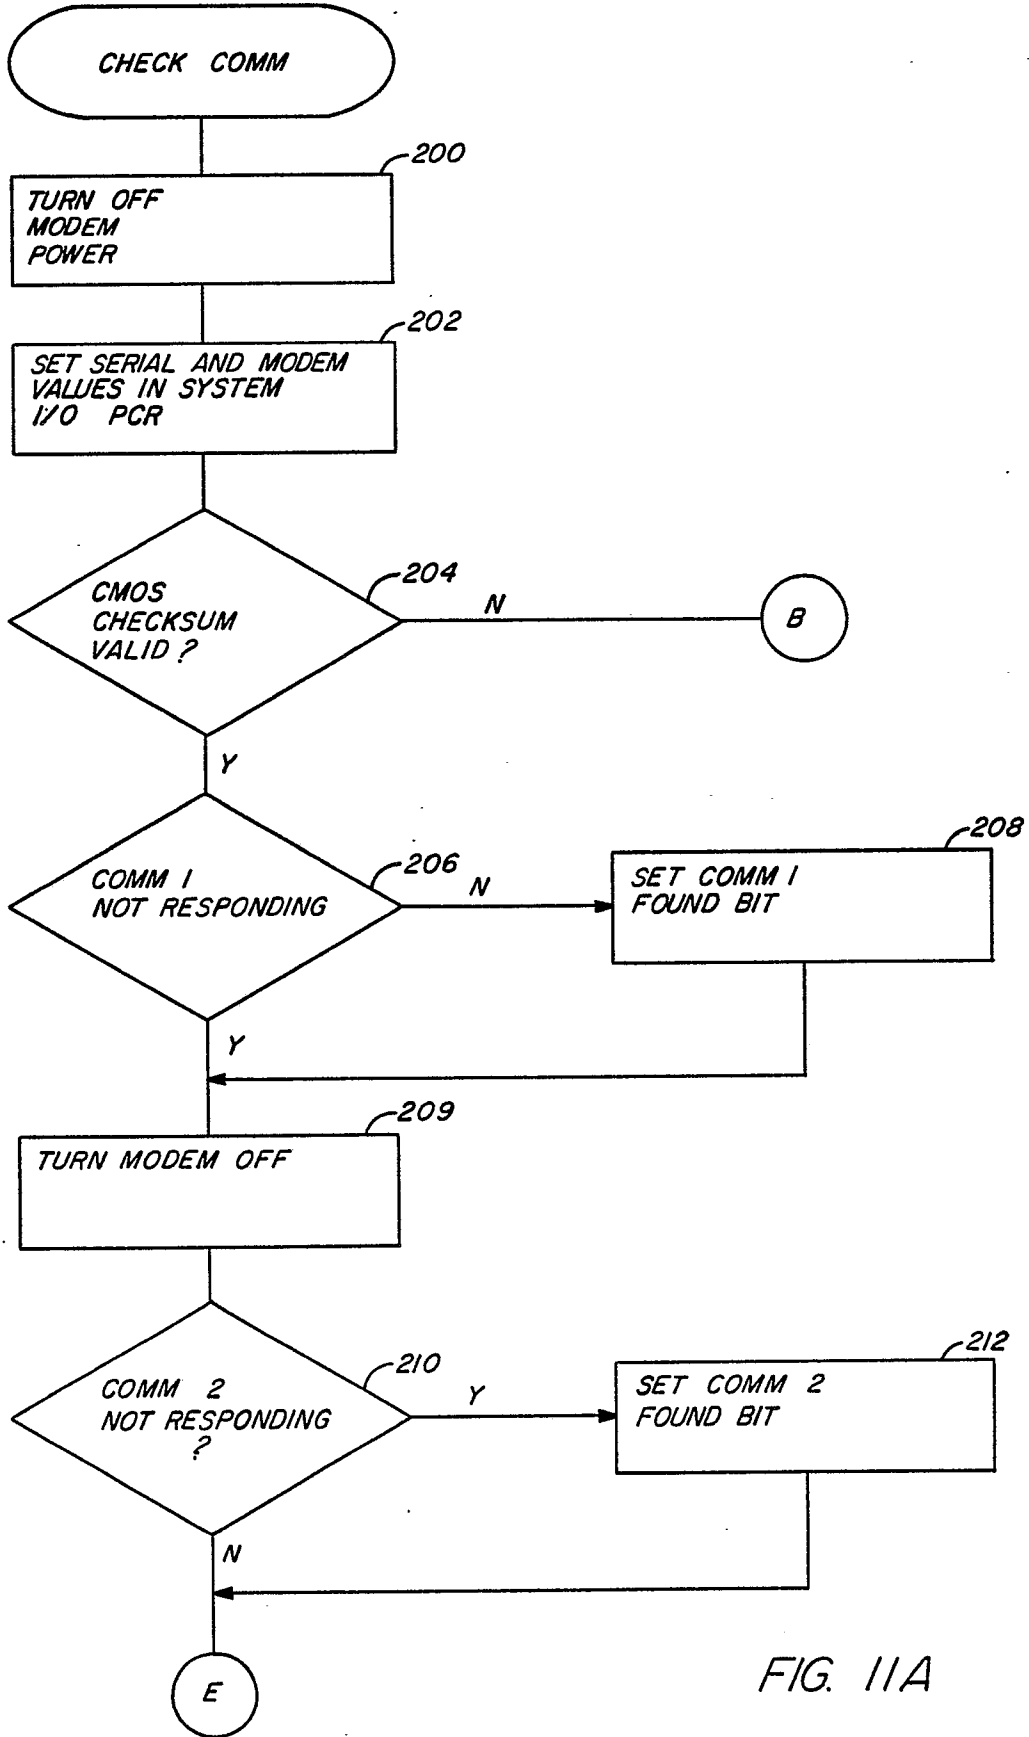 CHECK COMM
200
TURN OFF
MODEM
POWER
202
SET SERIAL AND MODEM
VALUES IN SYSTEM
I/O PCR
204
CMOS
CHECKSUM
VALID ?
N
B
Y
206
COMM 1
NOT RESPONDING
N
208
SET COMM 1
FOUND BIT
Y
209
TURN MODEM OFF
210
COMM 2
NOT RESPONDING
?
Y
212
SET COMM 2
FOUND BIT
N
E
FIG. 11A